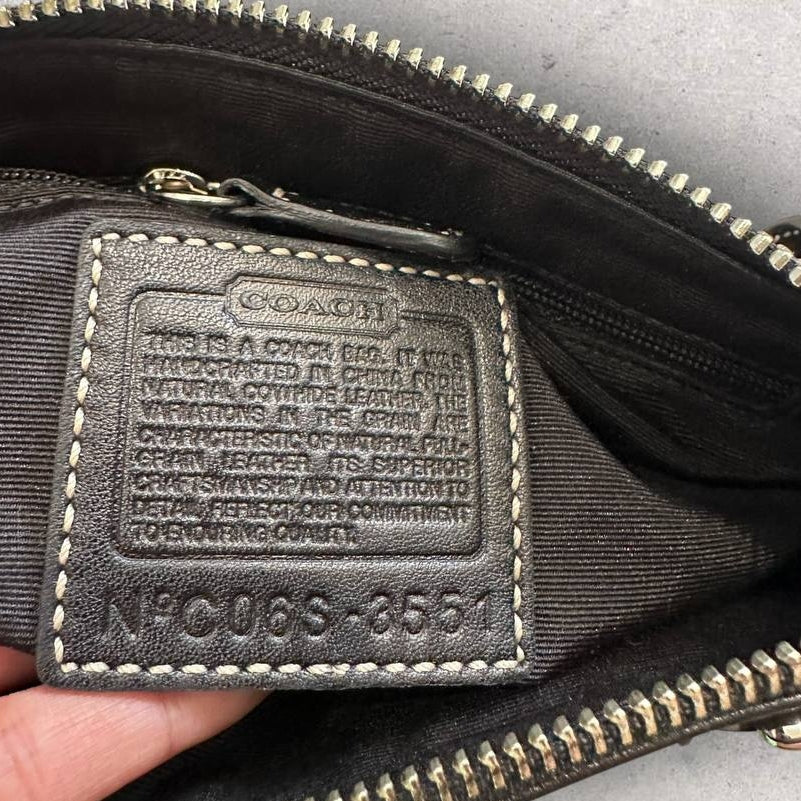 COACH
THIS IS A COACH BAG. IT WAS
HANDCRAFTED IN CHINA FROM
NATURAL COWHIDE LEATHER. THE
VARIATIONS IN THE GRAIN ARE
CHARACTERISTIC OF NATURAL FULL-
GRAIN LEATHER. ITS SUPERIOR
CRAFTSMANSHIP AND ATTENTION TO
DETAIL REFLECT OUR COMMITMENT
TO ENDURING QUALITY.
Nº C06S-3551